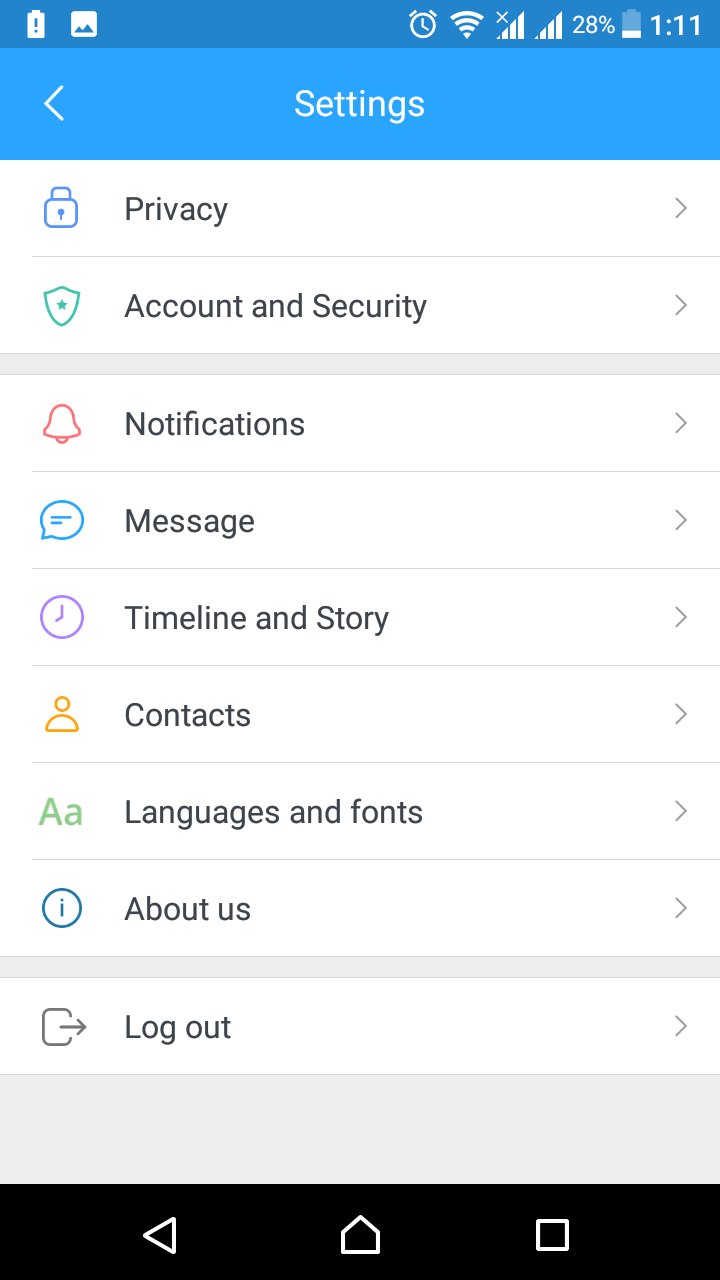 28% 1:11
Settings
Privacy
Account and Security
Notifications
Message
Timeline and Story
Contacts
Aa Languages and fonts
About us
Log out